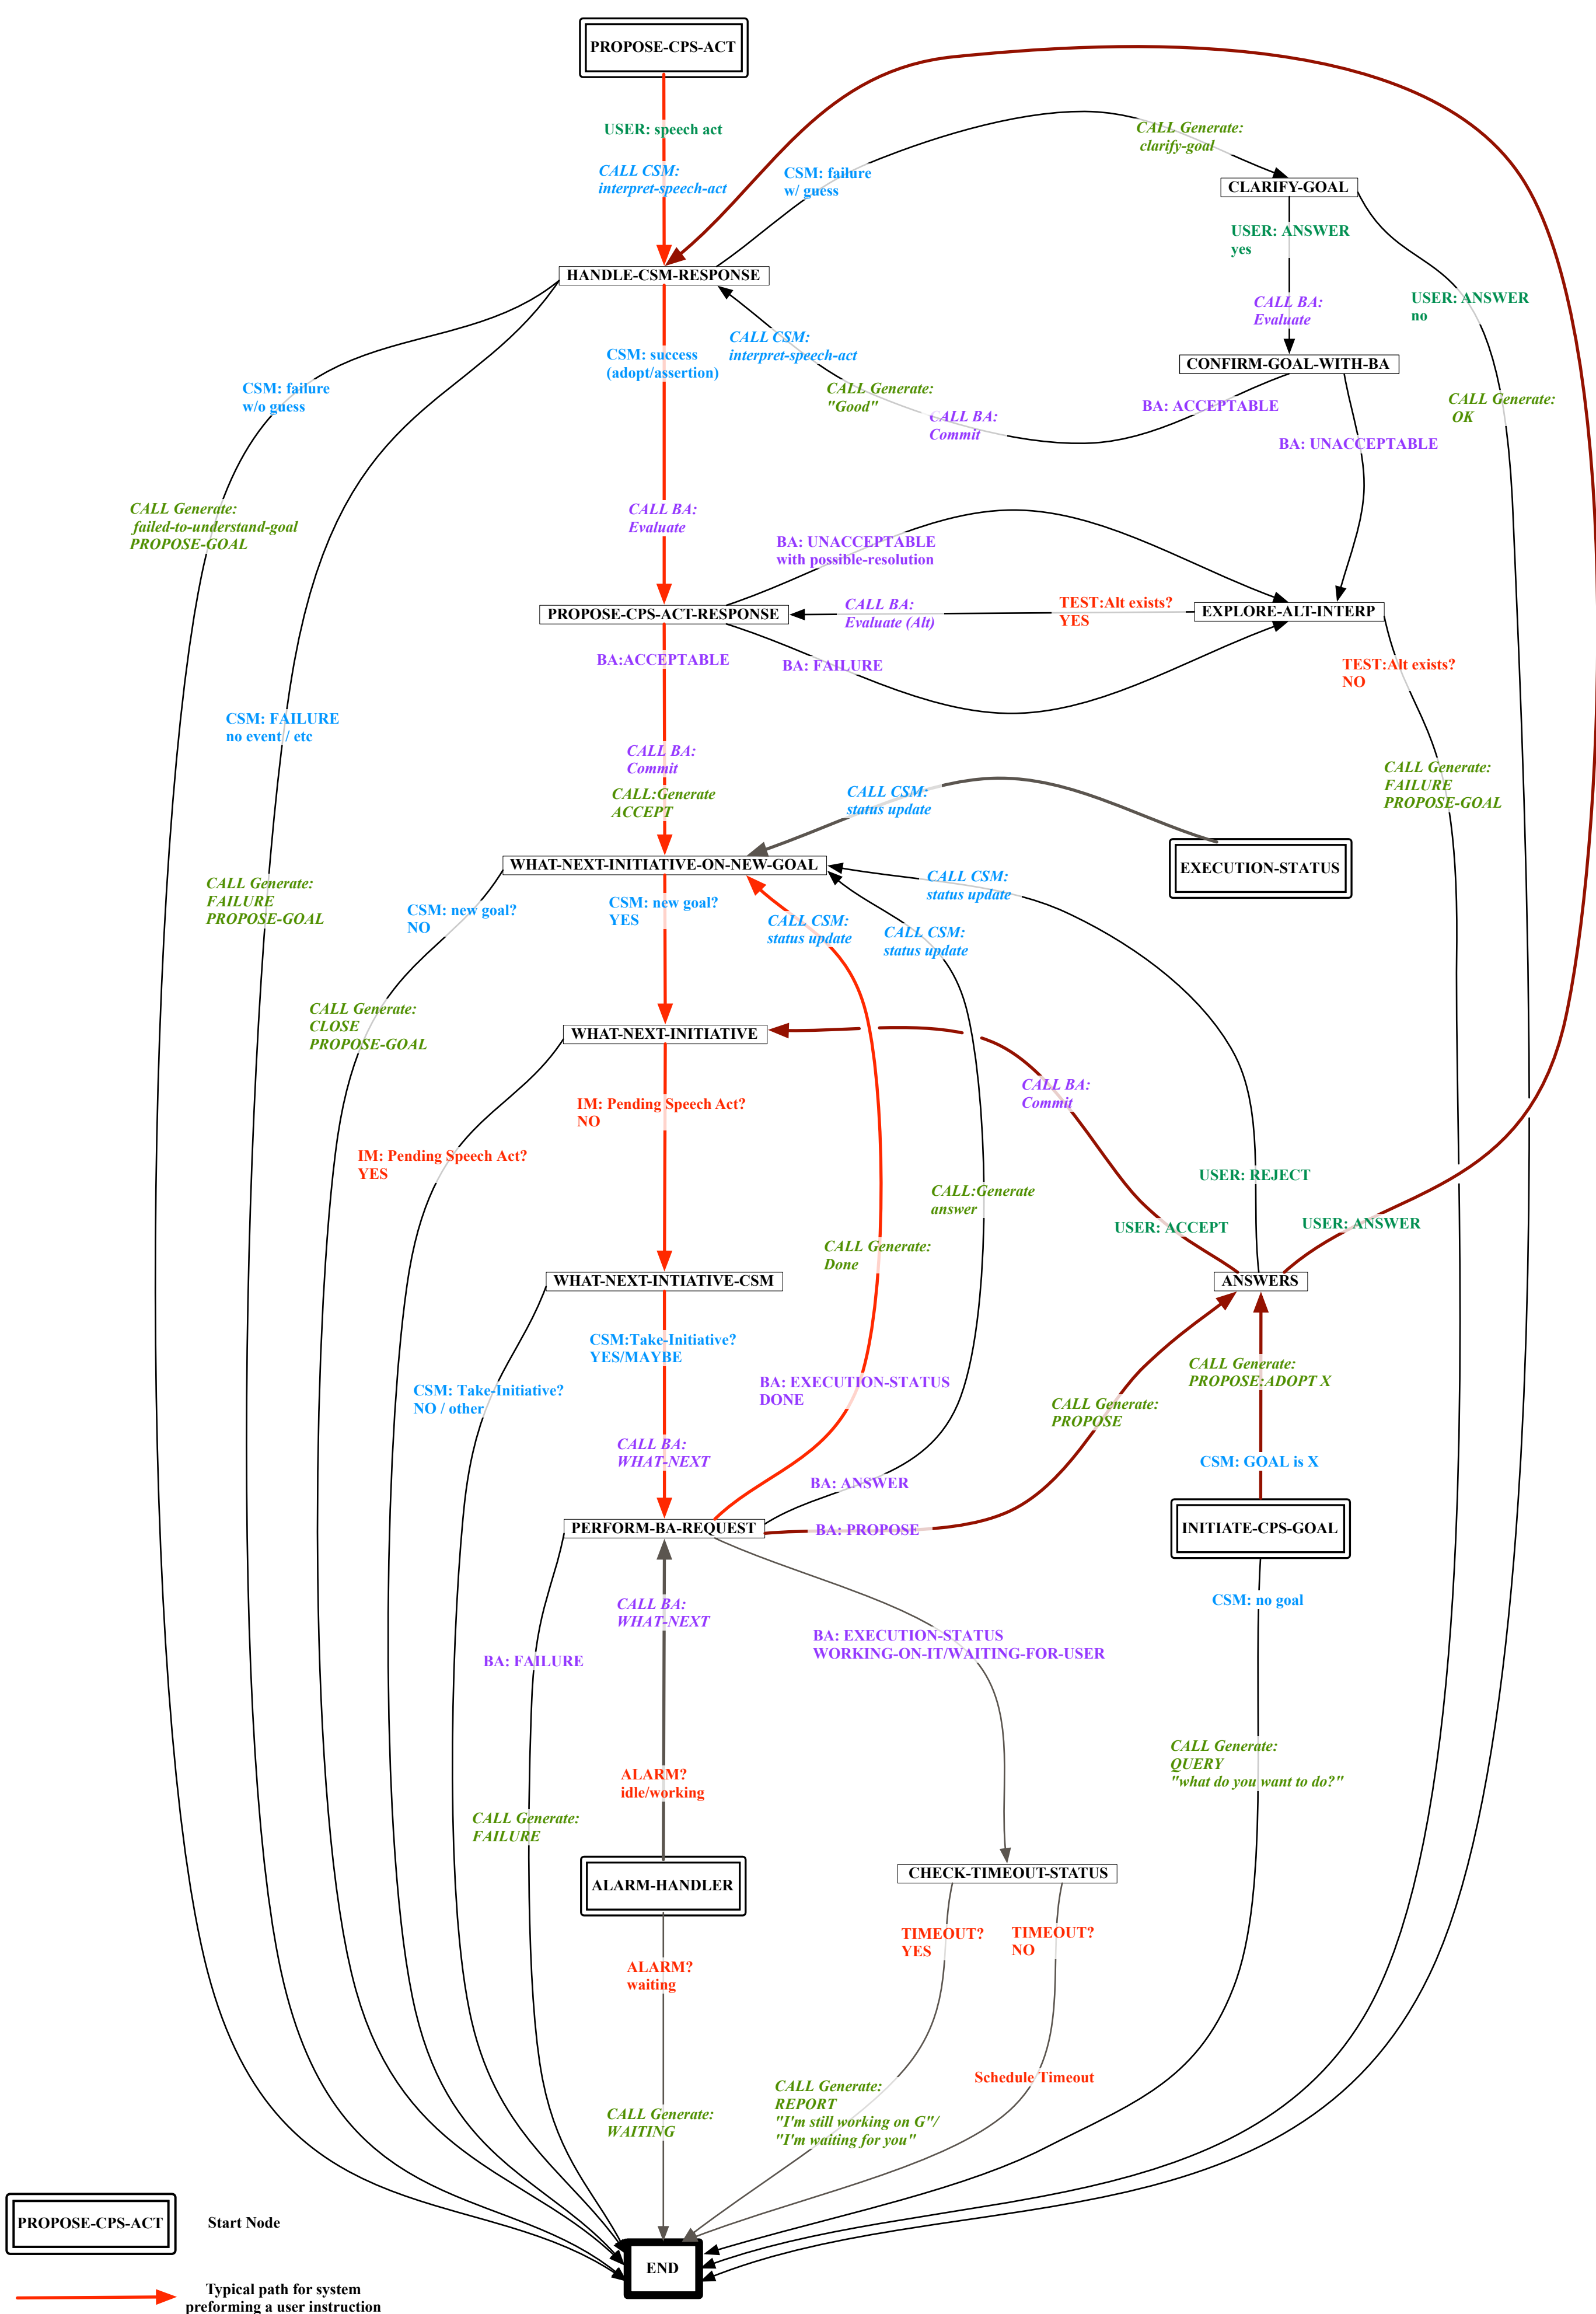 PROPOSE-CPS-ACT
USER: speech act
CALL CSM:
interpret-speech-act
CSM: failure
w/ guess
CALL Generate:
clarify-goal
CLARIFY-GOAL
USER: ANSWER
yes
HANDLE-CSM-RESPONSE
CALL BA:
Evaluate
USER: ANSWER
no
CSM: success
(adopt/assertion)
CALL CSM:
interpret-speech-act
CONFIRM-GOAL-WITH-BA
CSM: failure
w/o guess
CALL Generate:
"Good"
CALL BA:
Commit
BA: ACCEPTABLE
CALL Generate:
OK
BA: UNACCEPTABLE
CALL Generate:
failed-to-understand-goal
PROPOSE-GOAL
CALL BA:
Evaluate
BA: UNACCEPTABLE
with possible-resolution
PROPOSE-CPS-ACT-RESPONSE
CALL BA:
Evaluate (Alt)
TEST:Alt exists?
YES
EXPLORE-ALT-INTERP
BA:ACCEPTABLE
BA: FAILURE
TEST:Alt exists?
NO
CSM: FAILURE
no event / etc
CALL BA:
Commit
CALL:Generate
ACCEPT
CALL CSM:
status update
CALL Generate:
FAILURE
PROPOSE-GOAL
WHAT-NEXT-INITIATIVE-ON-NEW-GOAL
EXECUTION-STATUS
CALL Generate:
FAILURE
PROPOSE-GOAL
CSM: new goal?
NO
CSM: new goal?
YES
CALL CSM:
status update
CALL CSM:
status update
CALL CSM:
status update
CALL Generate:
CLOSE
PROPOSE-GOAL
WHAT-NEXT-INITIATIVE
IM: Pending Speech Act?
NO
CALL BA:
Commit
IM: Pending Speech Act?
YES
CALL:Generate
answer
USER: REJECT
USER: ACCEPT
USER: ANSWER
CALL Generate:
Done
WHAT-NEXT-INTIATIVE-CSM
ANSWERS
CSM:Take-Initiative?
YES/MAYBE
CSM: Take-Initiative?
NO / other
BA: EXECUTION-STATUS
DONE
CALL Generate:
PROPOSE
CALL Generate:
PROPOSE:ADOPT X
CALL BA:
WHAT-NEXT
BA: ANSWER
CSM: GOAL is X
PERFORM-BA-REQUEST
BA: PROPOSE
INITIATE-CPS-GOAL
CALL BA:
WHAT-NEXT
CSM: no goal
BA: FAILURE
BA: EXECUTION-STATUS
WORKING-ON-IT/WAITING-FOR-USER
ALARM?
idle/working
CALL Generate:
QUERY
"what do you want to do?"
CALL Generate:
FAILURE
ALARM-HANDLER
CHECK-TIMEOUT-STATUS
ALARM?
waiting
TIMEOUT?
YES
TIMEOUT?
NO
CALL Generate:
WAITING
CALL Generate:
REPORT
"I'm still working on G"/
"I'm waiting for you"
Schedule Timeout
PROPOSE-CPS-ACT
Start Node
END
Typical path for system
preforming a user instruction